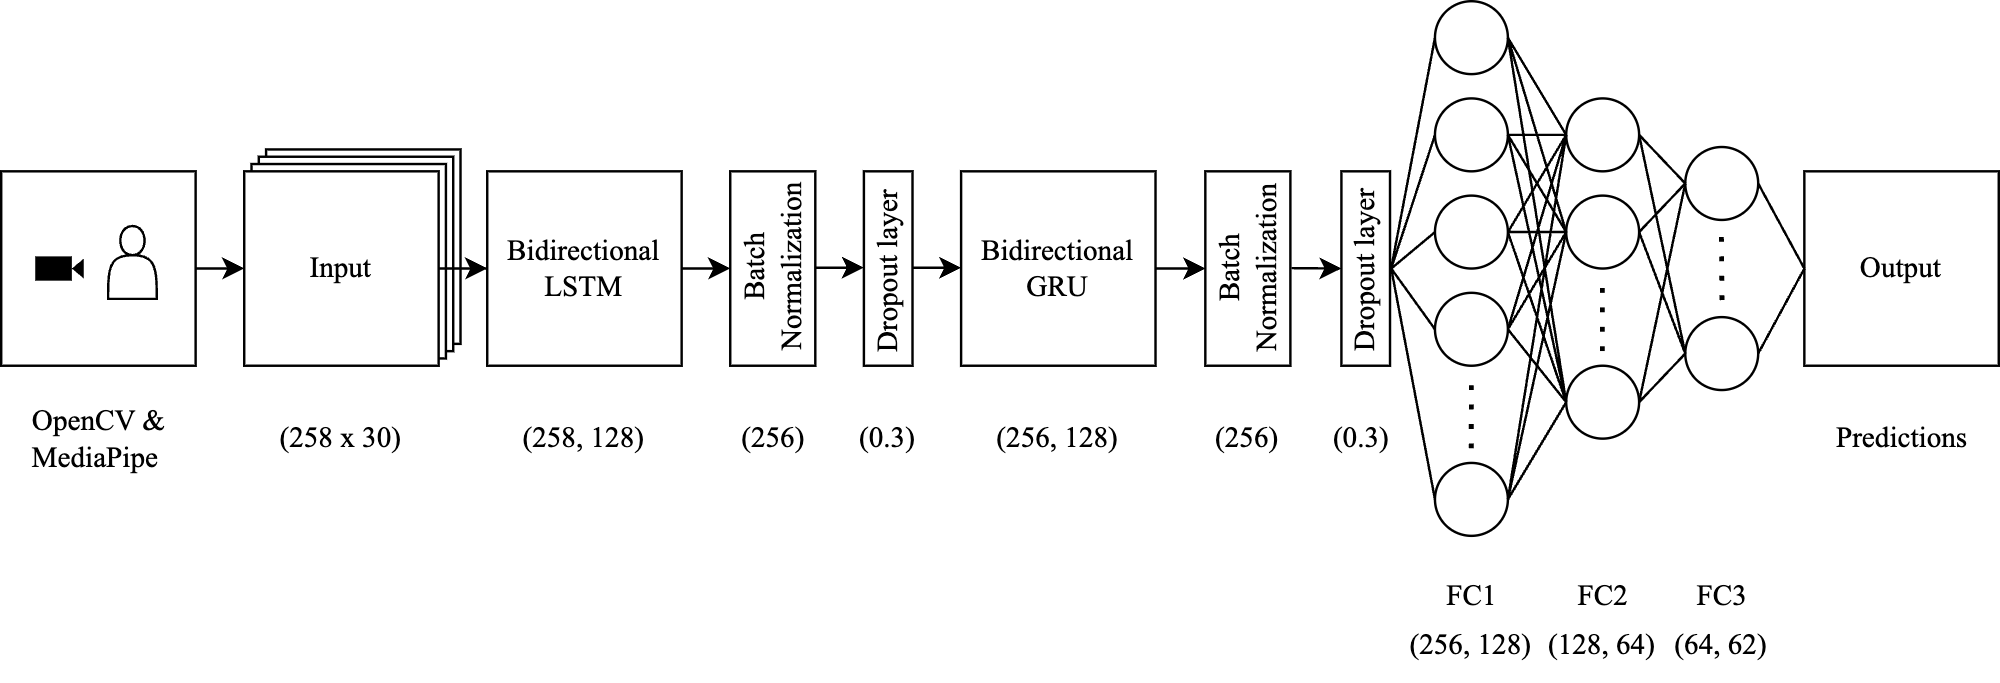 OpenCV &
MediaPipe
Input
(258 x 30)
Bidirectional
LSTM
(258, 128)
Batch
Normalization
(256)
Dropout layer
(0.3)
Bidirectional
GRU
(256, 128)
Batch
Normalization
(256)
Dropout layer
(0.3)
FC1
(256, 128)
FC2
(128, 64)
FC3
(64, 62)
Output
Predictions